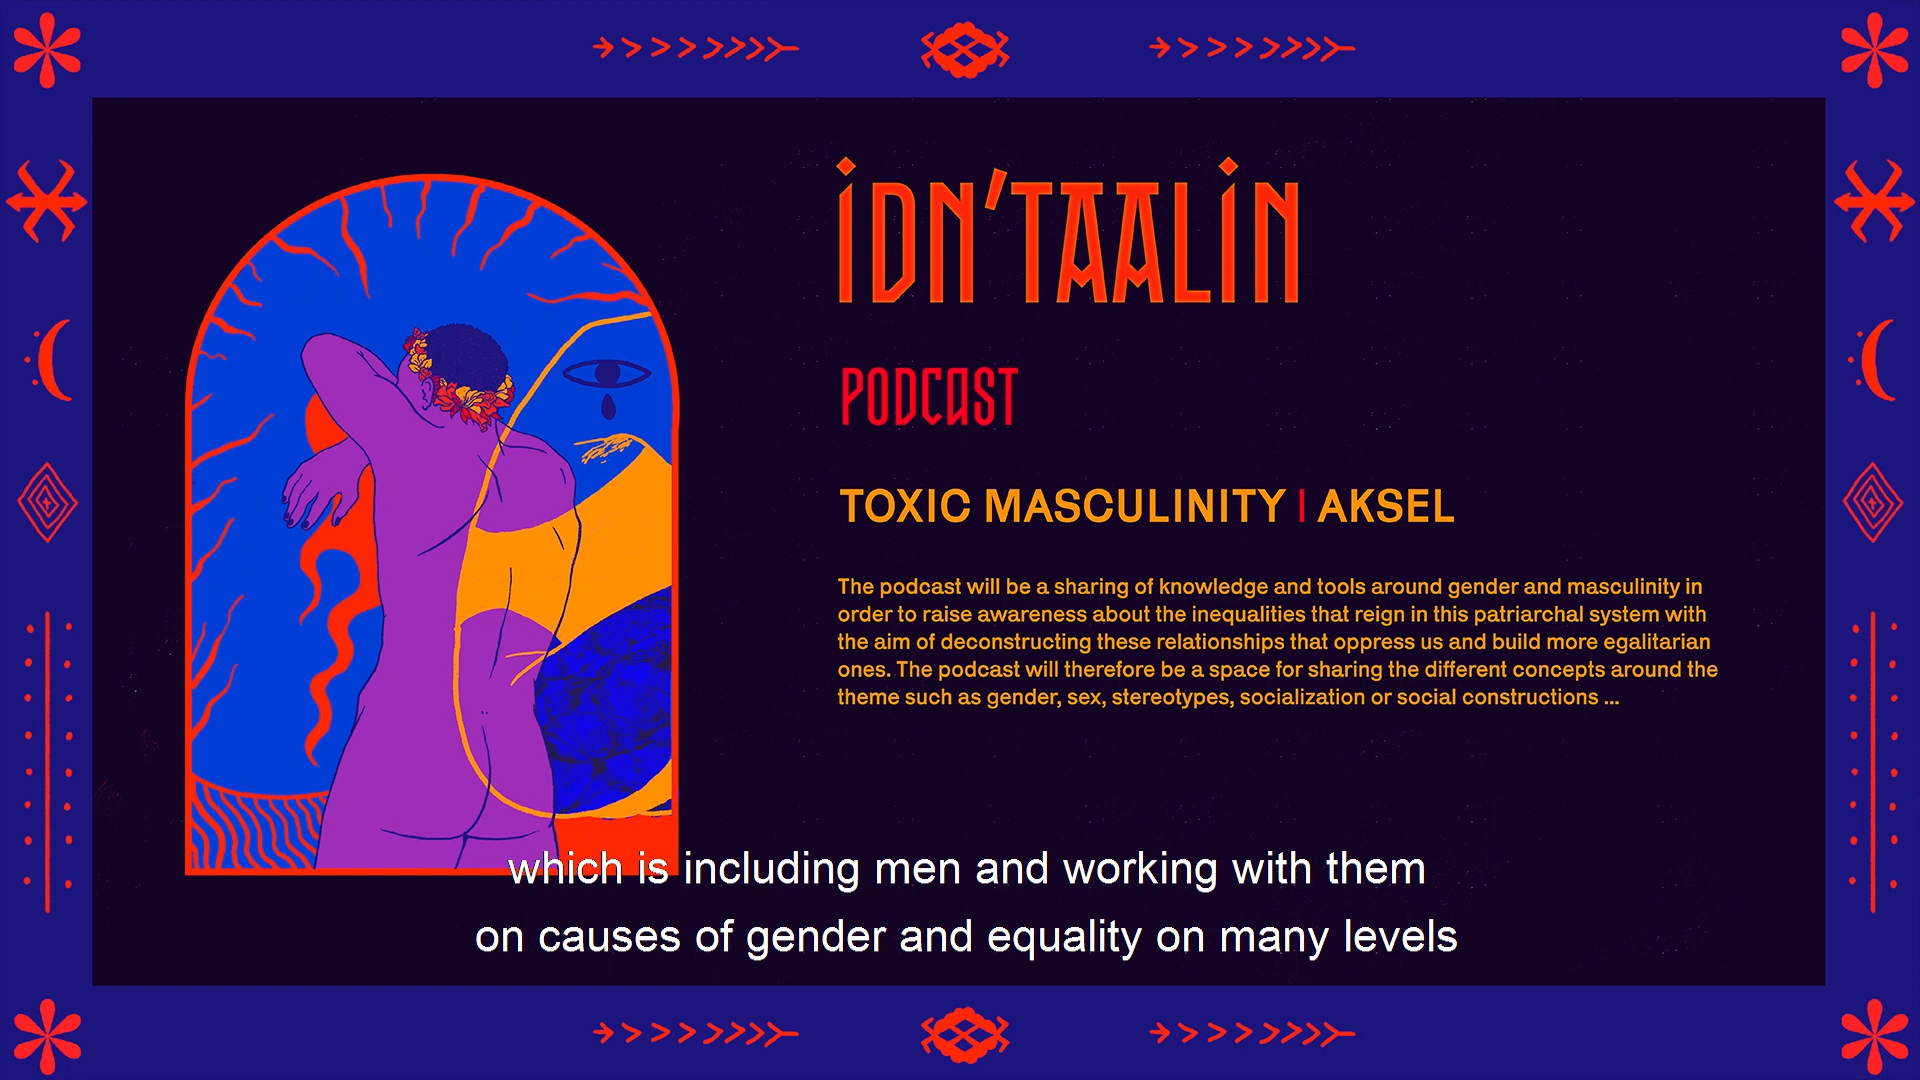 iDN'TAALiN
PODCAST
TOXIC MASCULINITY | AKSEL
The podcast will be a sharing of knowledge and tools around gender and masculinity in
order to raise awareness about the inequalities that reign in this patriarchal system with
the aim of deconstructing these relationships that oppress us and build more egalitarian
ones. The podcast will therefore be a space for sharing the different concepts around the
theme such as gender, sex, stereotypes, socialization or social constructions ...
which is including men and working with them
on causes of gender and equality on many levels